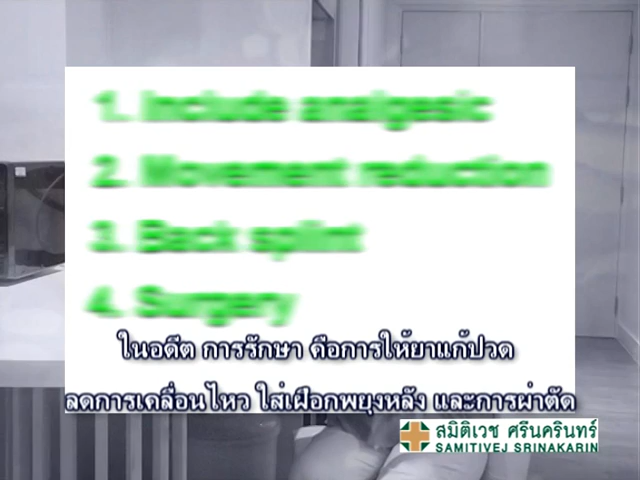 1. Include analgesic
2. Movement reduction
3. Back splint
4. Surgery
ในอดีต การรักษา คือการให้ยาแก้ปวด
ลดการเคลื่อนไหว ใส่เฝือกพยุงหลัง และการผ่าตัด
สมิติเวช ศรีนครินทร์
SAMITIVEJ SRINAKARIN